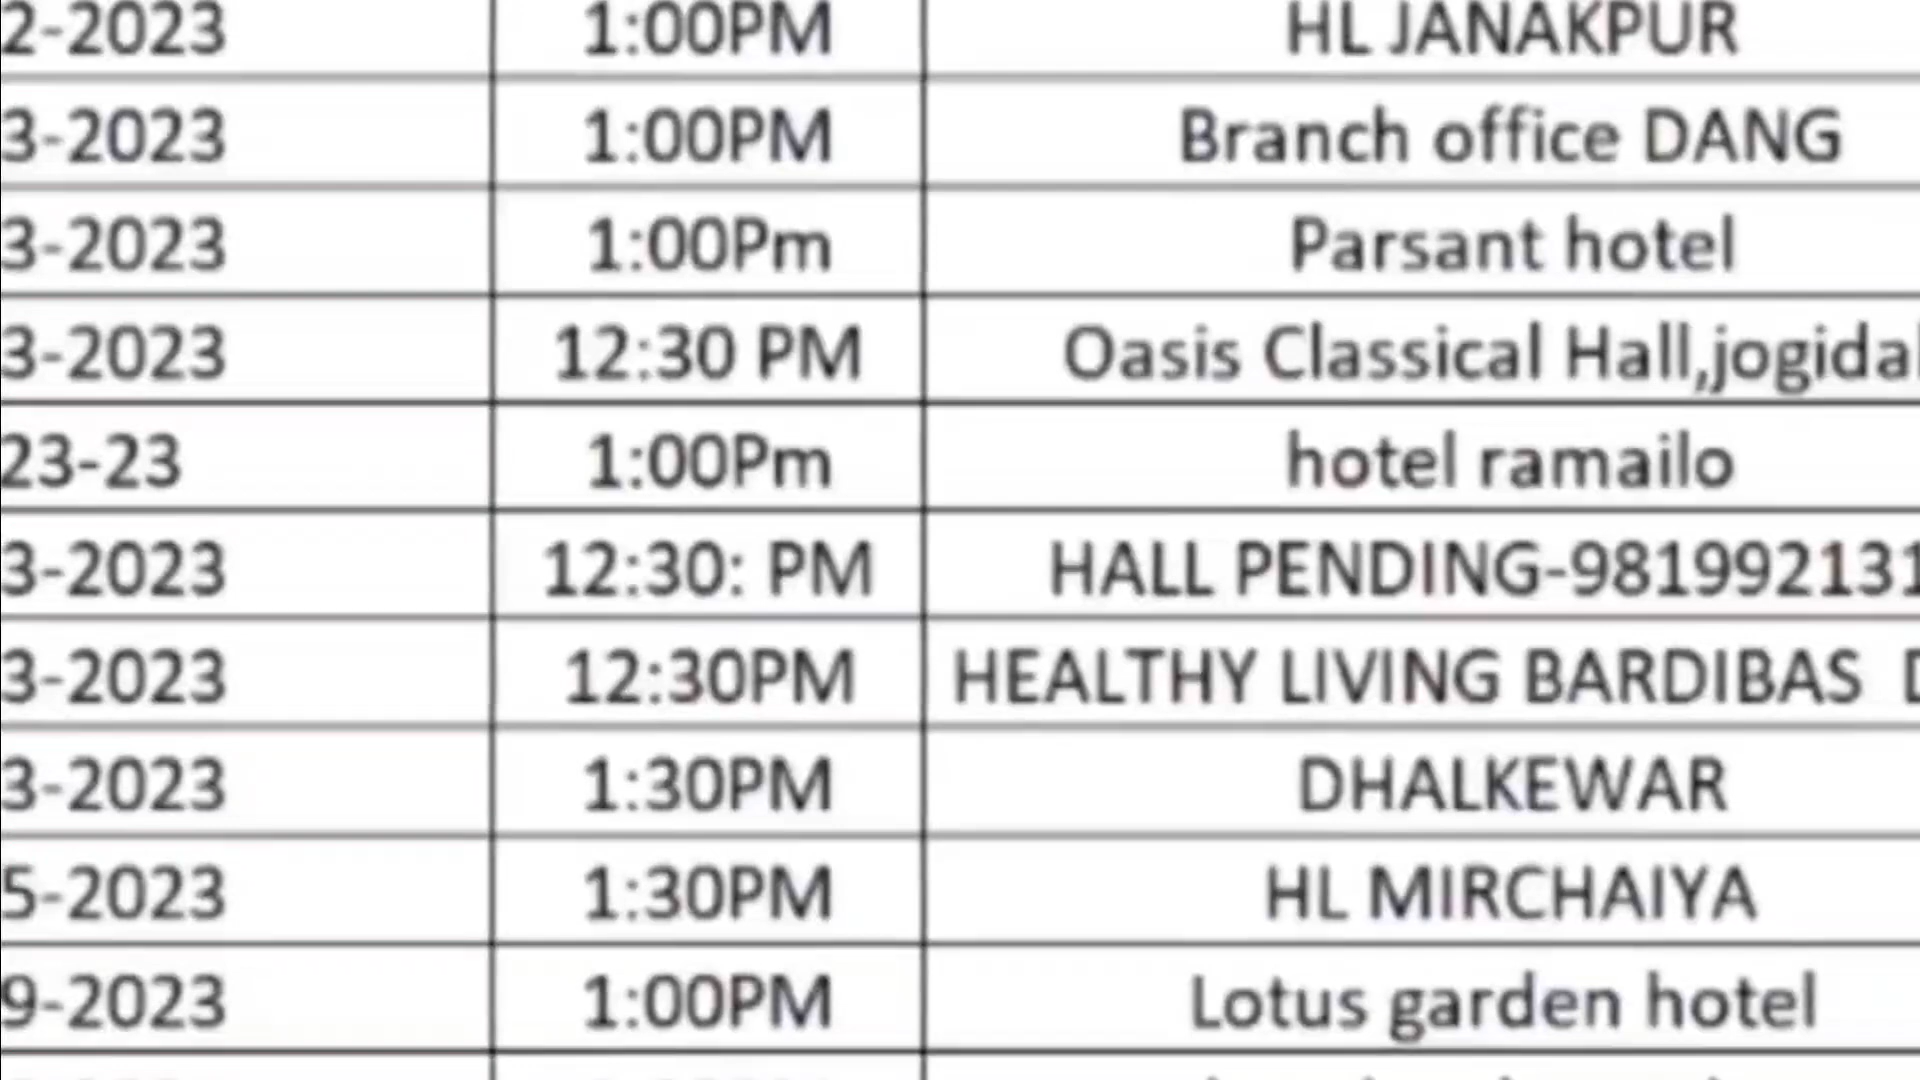 2-2023 1:00PM HL JANAKPUR
3-2023 1:00PM Branch office DANG
3-2023 1:00Pm Parsant hotel
3-2023 12:30 PM Oasis Classical Hall,jogidal
23-23 1:00Pm hotel ramailo
3-2023 12:30: PM HALL PENDING-981992131
3-2023 12:30PM HEALTHY LIVING BARDIBAS D
3-2023 1:30PM DHALKEWAR
5-2023 1:30PM HL MIRCHAIYA
9-2023 1:00PM Lotus garden hotel